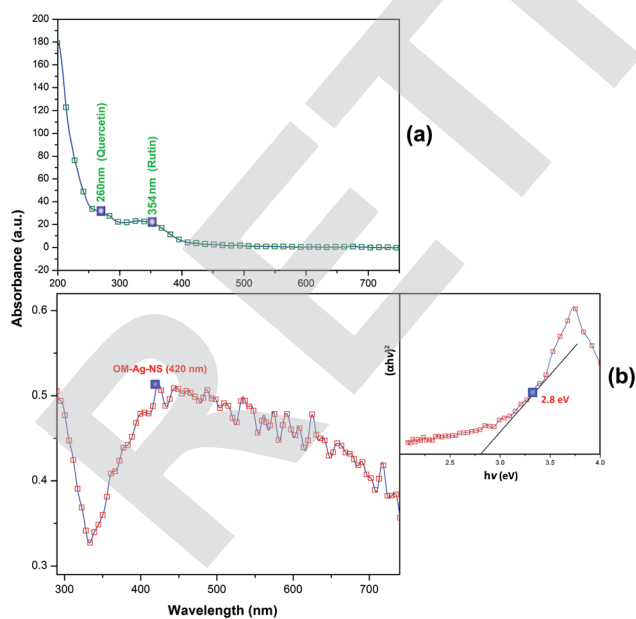 200
180
160
140
120
100
80
60
40
20
0
-20
200 300 400 500 600 700
260nm (Quercetin)
354nm (Rutin)
(a)
Absorbance (a.u.)
0.6
0.5
0.4
0.3
OM-Ag-NS (420 nm)
300 400 500 600 700
Wavelength (nm)
(αhν)²
2.8 eV
2.5 3.0 3.5 4.0
hν (eV)
(b)
RETR